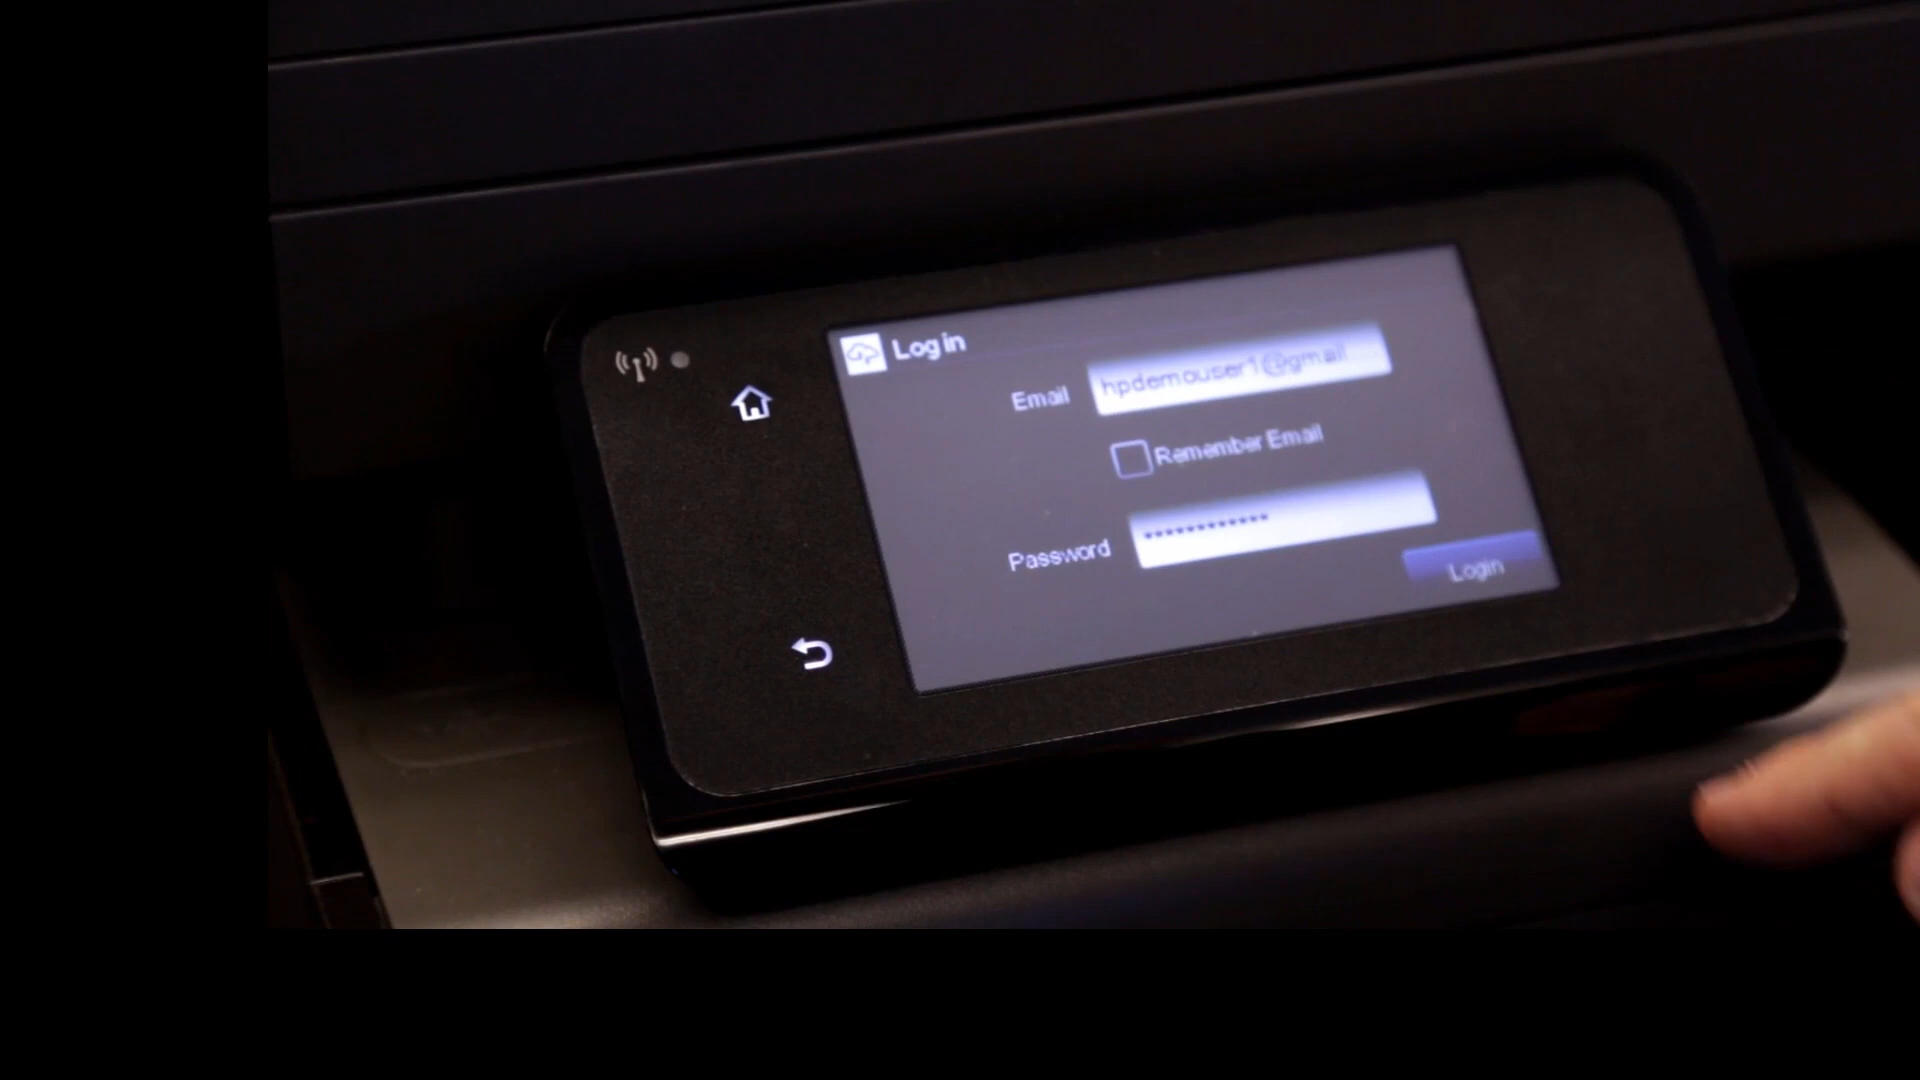 Log in
Email hpdemouser1@gmail
Remember Email
Password ************
Login